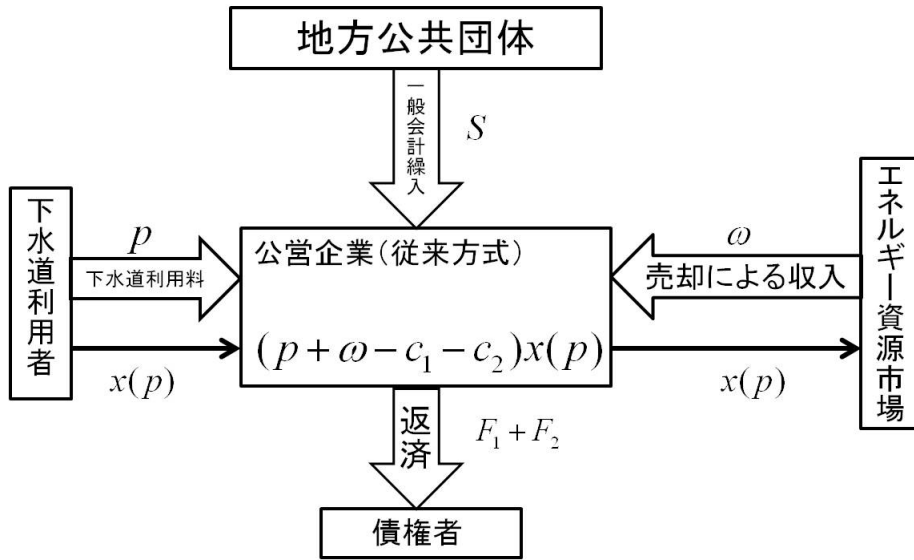 地方公共団体
一般会計繰入
S
下水道利用者
p
下水道利用料
x(p)
公営企業（従来方式）
(p + ω − c₁ − c₂)x(p)
ω
売却による収入
x(p)
エネルギー資源市場
返済
F₁ + F₂
債権者